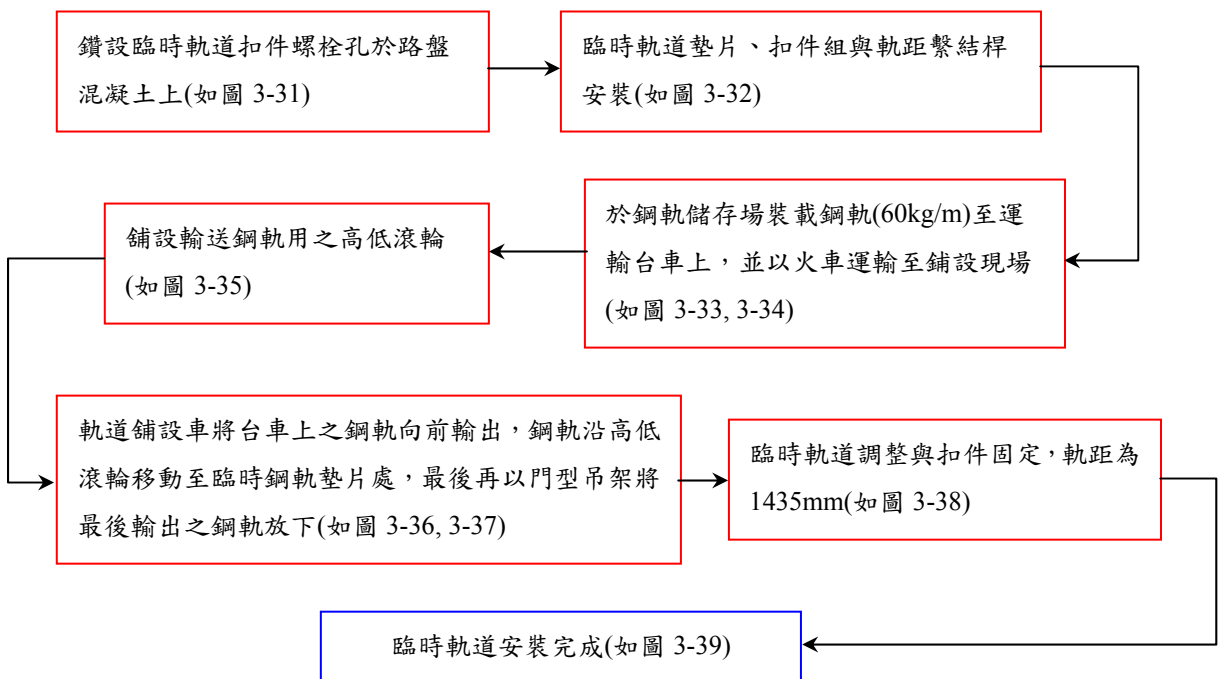 鑽設臨時軌道扣件螺栓孔於路盤
混凝土上(如圖 3-31)
臨時軌道墊片、扣件組與軌距繫結桿
安裝(如圖 3-32)
於鋼軌儲存場裝載鋼軌(60kg/m)至運
輸台車上，並以火車運輸至鋪設現場
(如圖 3-33, 3-34)
舖設輸送鋼軌用之高低滾輪
(如圖 3-35)
軌道舖設車將台車上之鋼軌向前輸出，鋼軌沿高低
滾輪移動至臨時鋼軌墊片處，最後再以門型吊架將
最後輸出之鋼軌放下(如圖 3-36, 3-37)
臨時軌道調整與扣件固定，軌距為
1435mm(如圖 3-38)
臨時軌道安裝完成(如圖 3-39)